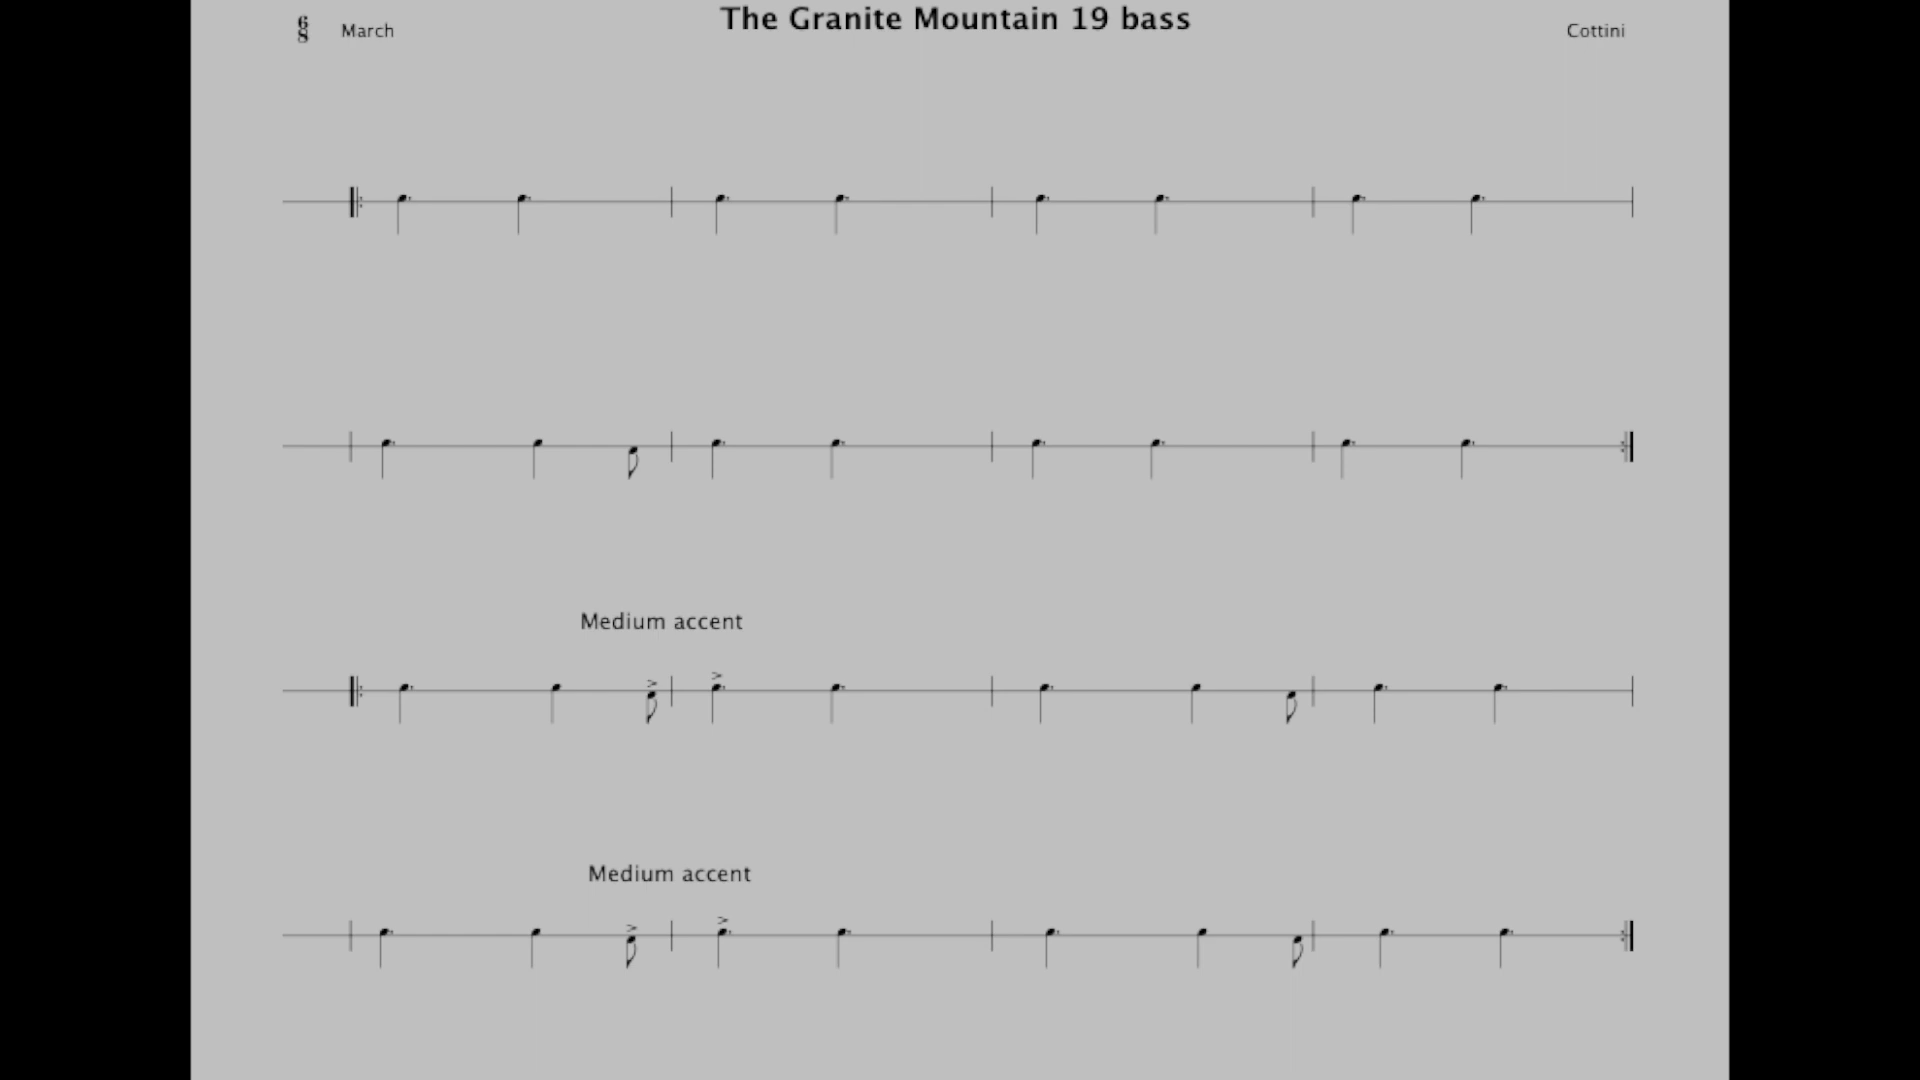 The Granite Mountain 19 bass
6
8 March
Cottini
Medium accent
Medium accent